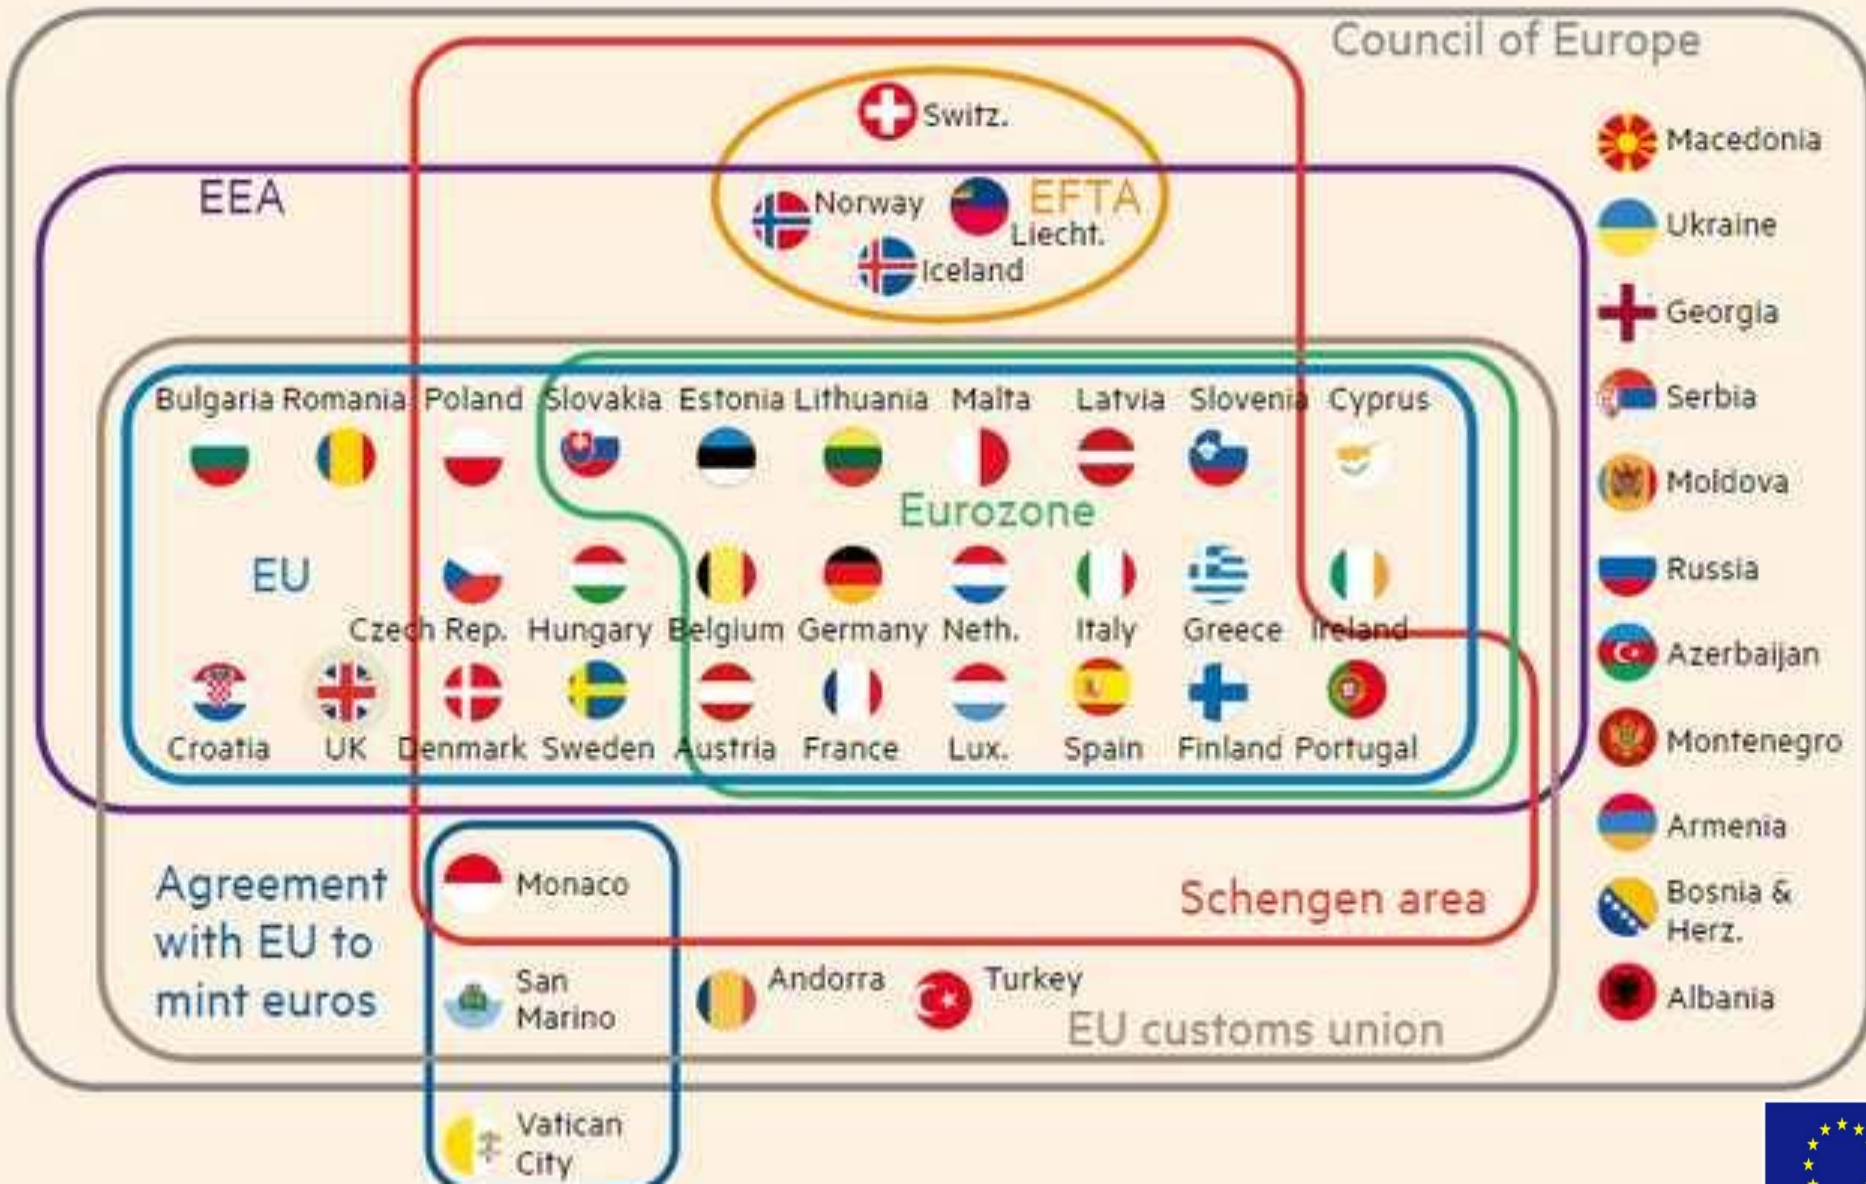 Council of Europe
Switz.
Macedonia
EEA
Norway
EFTA
Liecht.
Iceland
Ukraine
Georgia
Bulgaria Romania Poland Slovakia Estonia Lithuania Malta Latvia Slovenia Cyprus
Serbia
Eurozone
Moldova
EU
Russia
Czech Rep. Hungary Belgium Germany Neth. Italy Greece Ireland
Azerbaijan
Croatia UK Denmark Sweden Austria France Lux. Spain Finland Portugal
Montenegro
Armenia
Agreement
with EU to
mint euros
Monaco
Schengen area
Bosnia &
Herz.
San
Marino
Andorra
Turkey
EU customs union
Albania
Vatican
City